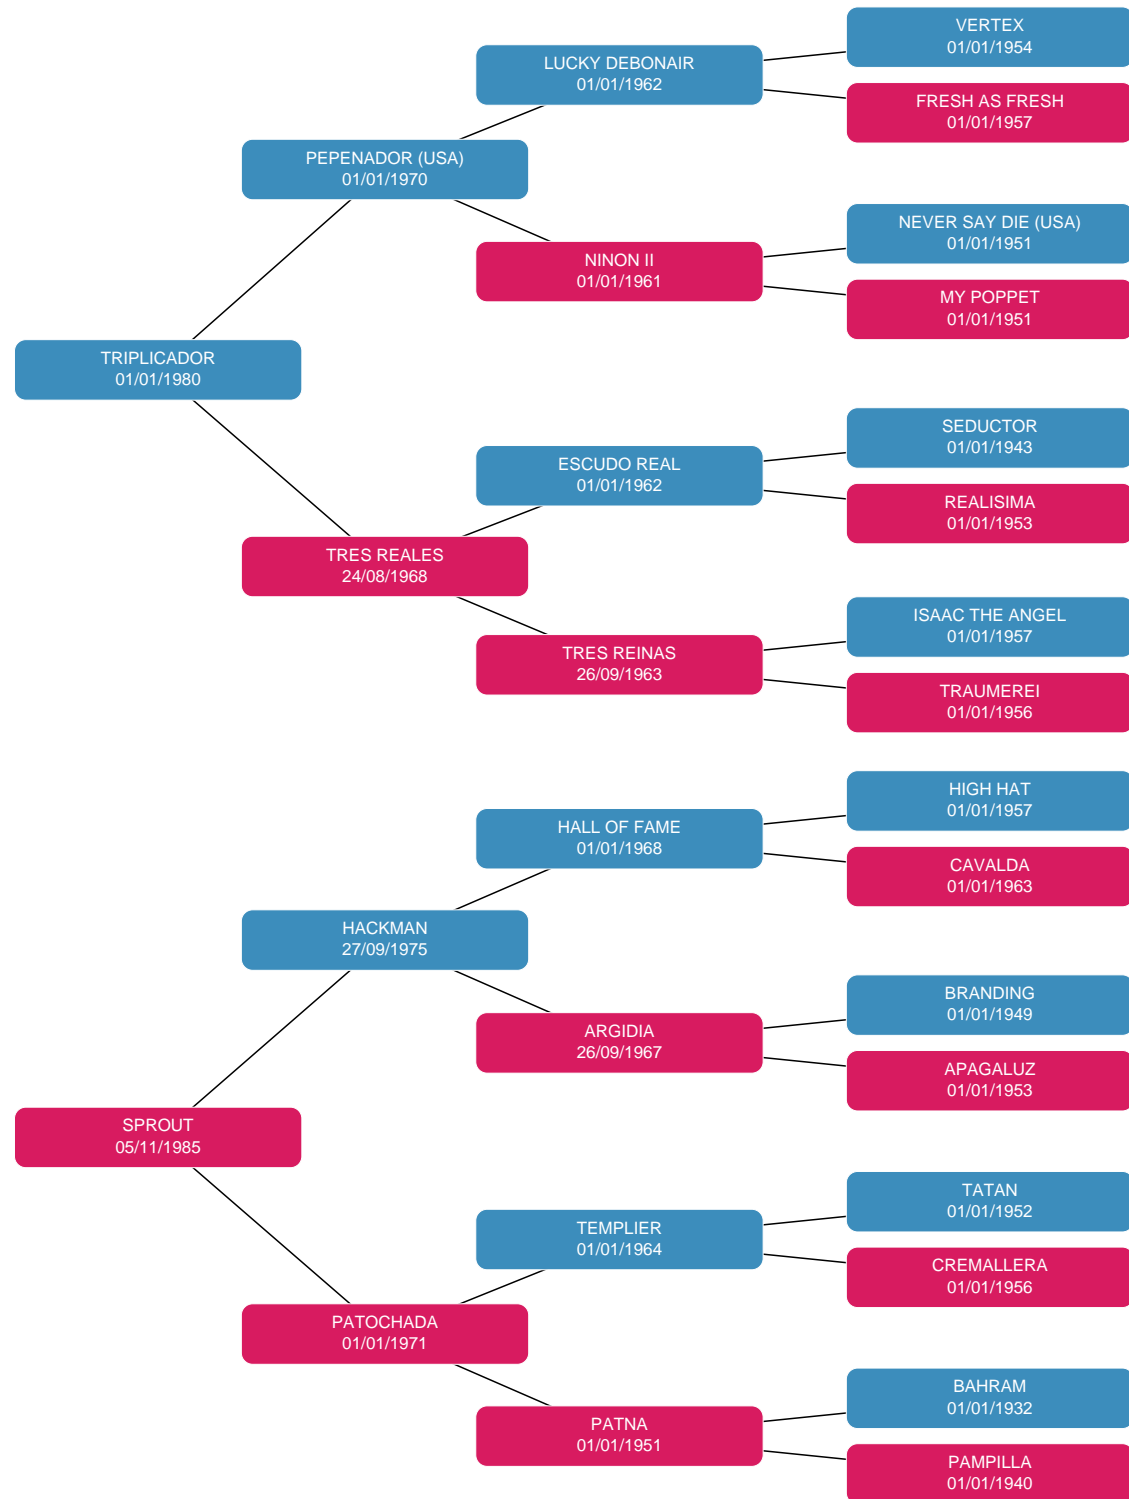 VERTEX
01/01/1954
LUCKY DEBONAIR
01/01/1962
FRESH AS FRESH
01/01/1957
PEPENADOR (USA)
01/01/1970
NEVER SAY DIE (USA)
01/01/1951
NINON II
01/01/1961
MY POPPET
01/01/1951
TRIPLICADOR
01/01/1980
SEDUCTOR
01/01/1943
ESCUDO REAL
01/01/1962
REALISIMA
01/01/1953
TRES REALES
24/08/1968
ISAAC THE ANGEL
01/01/1957
TRES REINAS
26/09/1963
TRAUMEREI
01/01/1956
HIGH HAT
01/01/1957
HALL OF FAME
01/01/1968
CAVALDA
01/01/1963
HACKMAN
27/09/1975
BRANDING
01/01/1949
ARGIDIA
26/09/1967
APAGALUZ
01/01/1953
SPROUT
05/11/1985
TATAN
01/01/1952
TEMPLIER
01/01/1964
CREMALLERA
01/01/1956
PATOCHADA
01/01/1971
BAHRAM
01/01/1932
PATNA
01/01/1951
PAMPILLA
01/01/1940